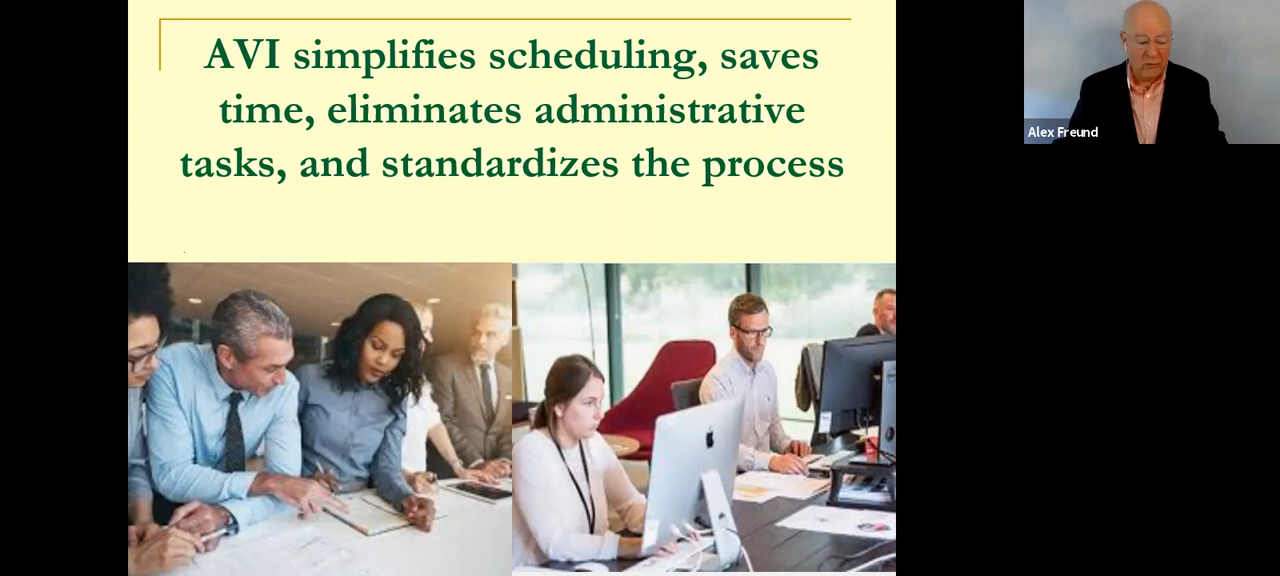 AVI simplifies scheduling, saves
time, eliminates administrative
tasks, and standardizes the process
Alex Freund